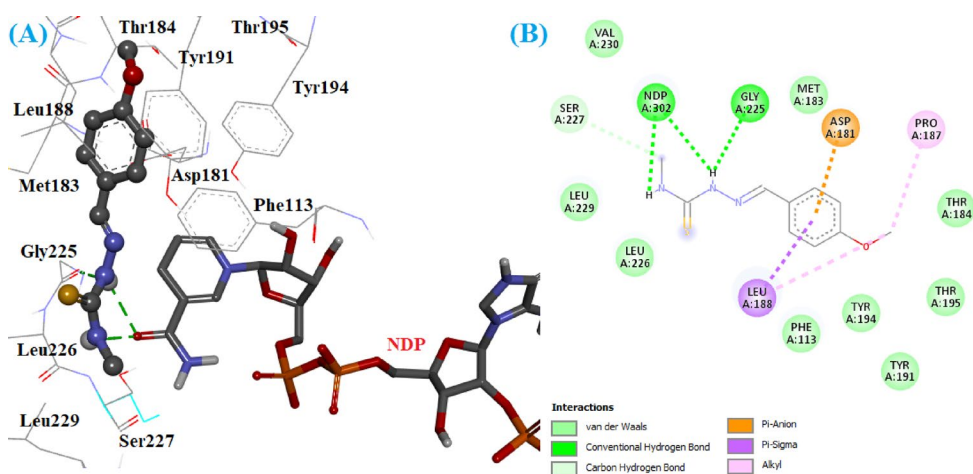 (A)
Thr184
Thr195
Tyr191
Tyr194
Leu188
Met183
Asp181
Phe113
Gly225
Leu226
NDP
Leu229
Ser227
(B)
VAL
A:230
SER
A:227
NDP
A:302
GLY
A:225
MET
A:183
ASP
A:181
PRO
A:187
LEU
A:229
LEU
A:226
THR
A:184
LEU
A:188
PHE
A:113
TYR
A:194
THR
A:195
TYR
A:191
H
N
H
N
N
S
O
Interactions
van der Waals
Conventional Hydrogen Bond
Carbon Hydrogen Bond
Pi-Anion
Pi-Sigma
Alkyl